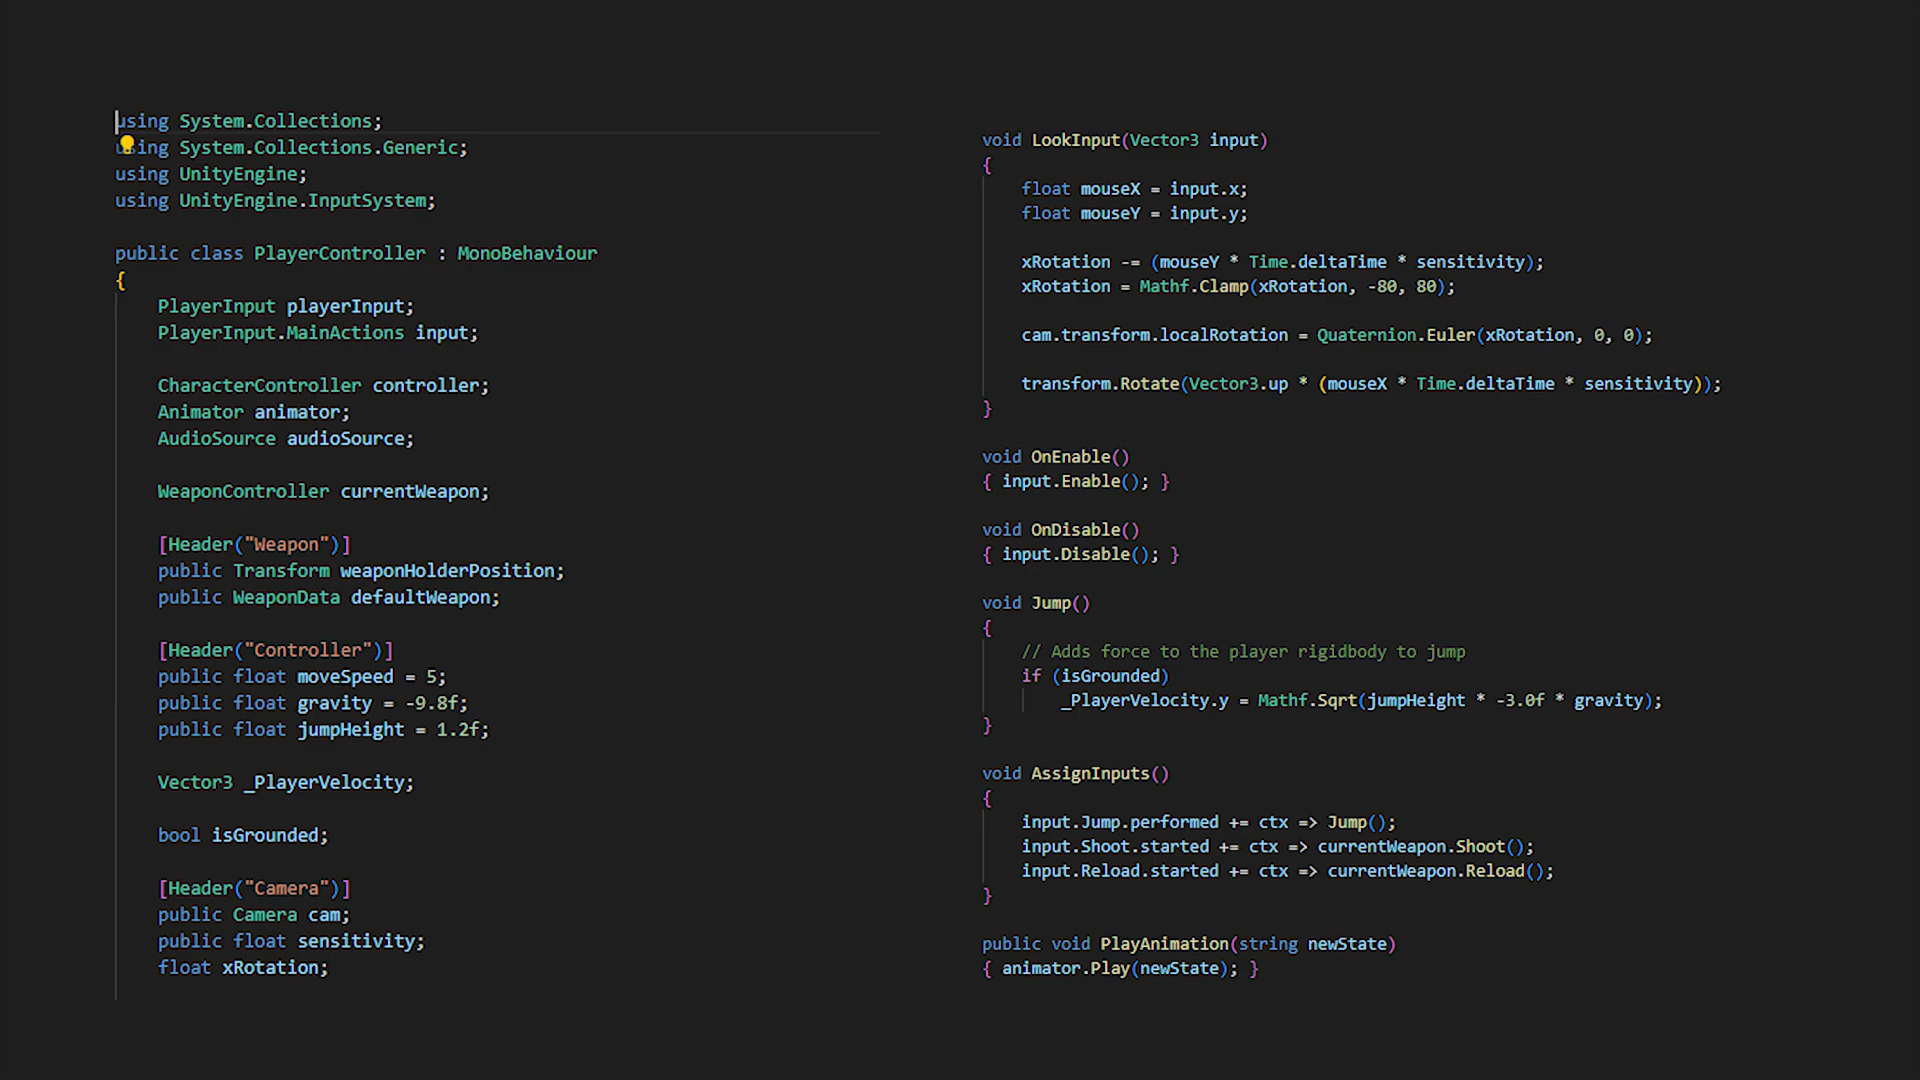 using System.Collections;
using System.Collections.Generic;
using UnityEngine;
using UnityEngine.InputSystem;
public class PlayerController : MonoBehaviour
{
PlayerInput playerInput;
PlayerInput.MainActions input;
CharacterController controller;
Animator animator;
AudioSource audioSource;
WeaponController currentWeapon;
[Header("Weapon")]
public Transform weaponHolderPosition;
public WeaponData defaultWeapon;
[Header("Controller")]
public float moveSpeed = 5;
public float gravity = -9.8f;
public float jumpHeight = 1.2f;
Vector3 _PlayerVelocity;
bool isGrounded;
[Header("Camera")]
public Camera cam;
public float sensitivity;
float xRotation;
void LookInput(Vector3 input)
{
float mouseX = input.x;
float mouseY = input.y;
xRotation -= (mouseY * Time.deltaTime * sensitivity);
xRotation = Mathf.Clamp(xRotation, -80, 80);
cam.transform.localRotation = Quaternion.Euler(xRotation, 0, 0);
transform.Rotate(Vector3.up * (mouseX * Time.deltaTime * sensitivity));
}
void OnEnable()
{ input.Enable(); }
void OnDisable()
{ input.Disable(); }
void Jump()
{
// Adds force to the player rigidbody to jump
if (isGrounded)
_PlayerVelocity.y = Mathf.Sqrt(jumpHeight * -3.0f * gravity);
}
void AssignInputs()
{
input.Jump.performed += ctx => Jump();
input.Shoot.started += ctx => currentWeapon.Shoot();
input.Reload.started += ctx => currentWeapon.Reload();
}
public void PlayAnimation(string newState)
{ animator.Play(newState); }